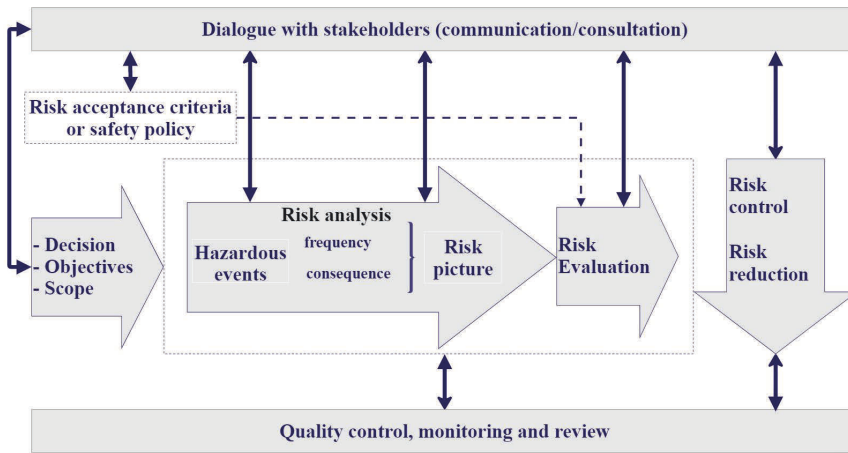 Dialogue with stakeholders (communication/consultation)
Risk acceptance criteria
or safety policy
- Decision
- Objectives
- Scope
Risk analysis
Hazardous
events
frequency
consequence
Risk
picture
Risk
Evaluation
Risk
control
Risk
reduction
Quality control, monitoring and review